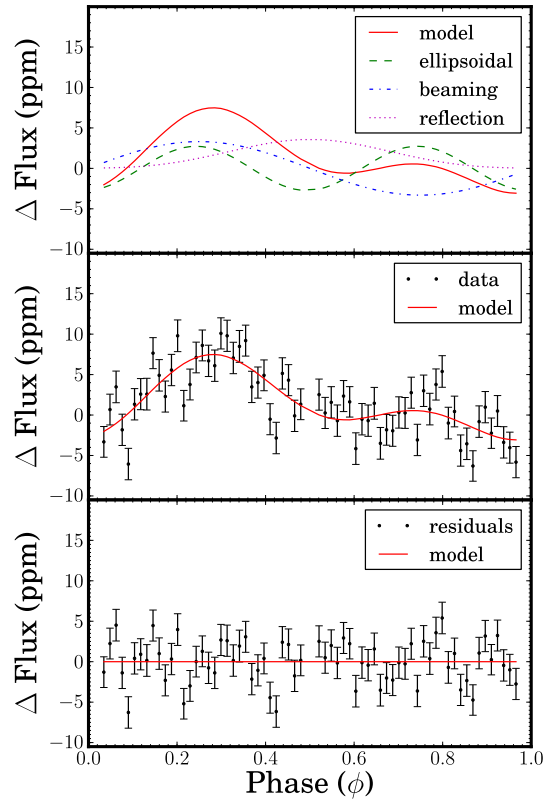 15
10
5
0
−5
−10
Δ Flux (ppm)
model
ellipsoidal
beaming
reflection
15
10
5
0
−5
−10
Δ Flux (ppm)
data
model
15
10
5
0
−5
−10
Δ Flux (ppm)
residuals
model
0.0 0.2 0.4 0.6 0.8 1.0
Phase (ϕ)